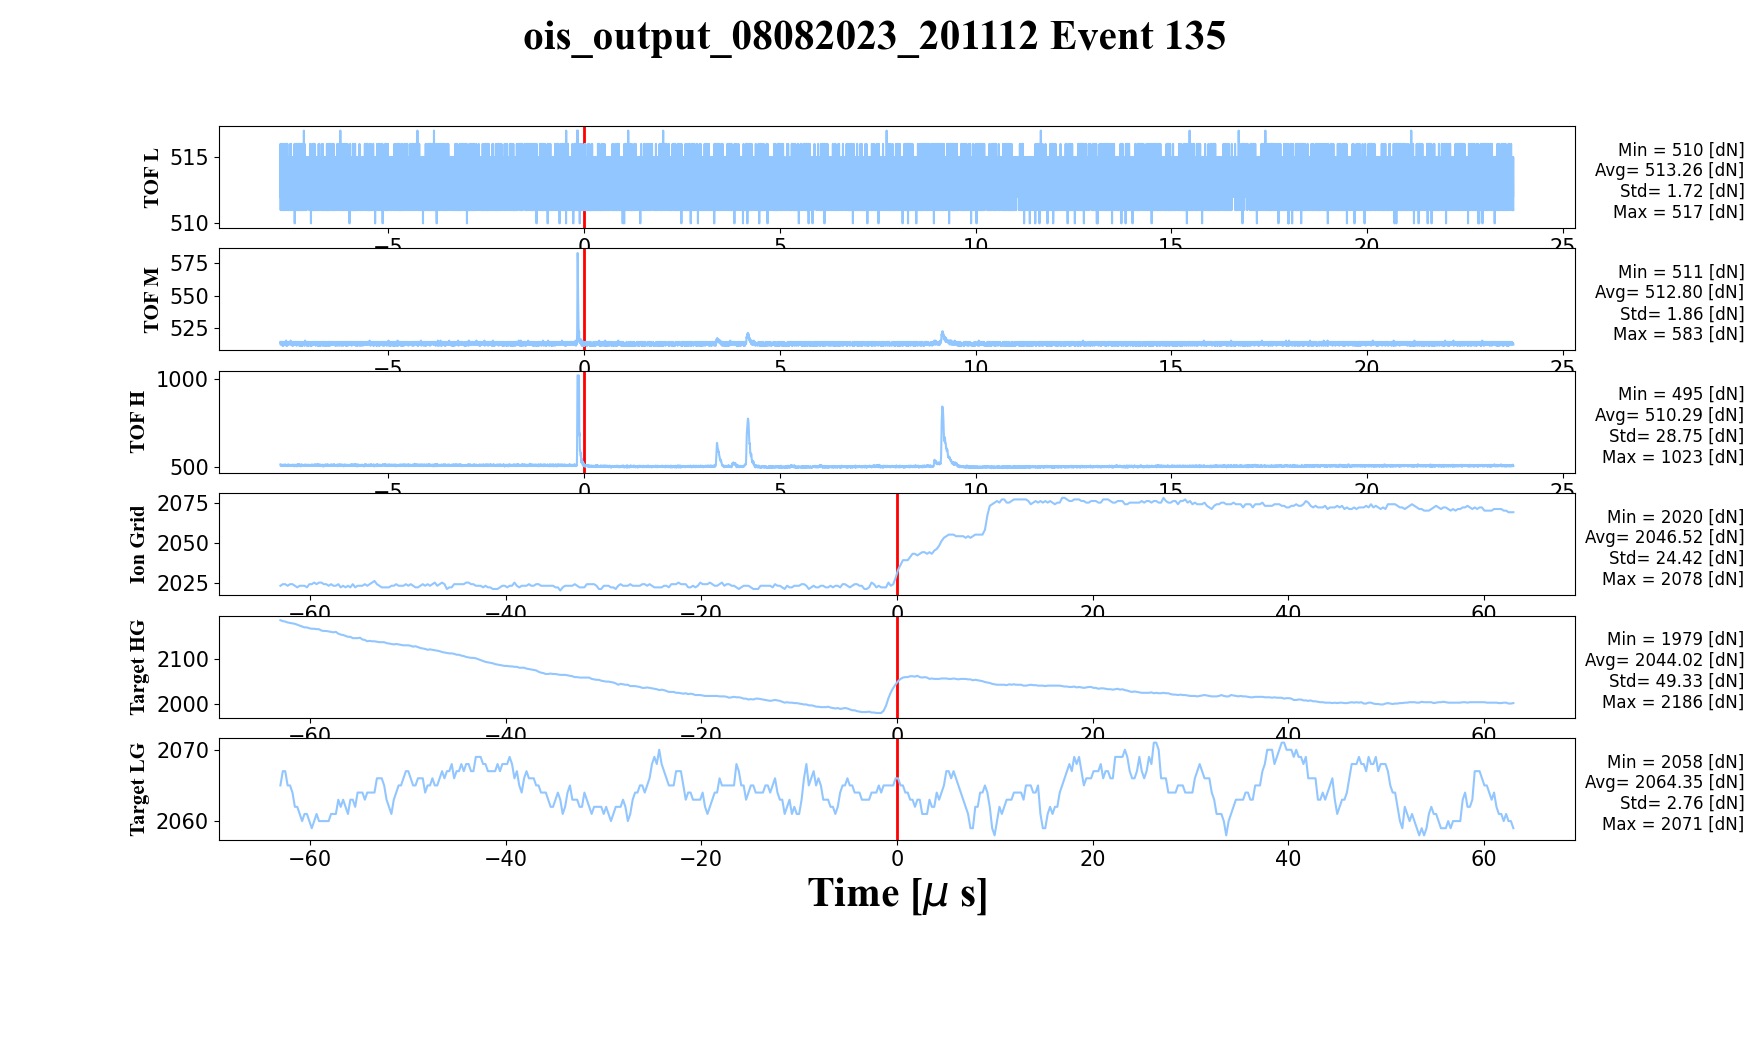 ois_output_08082023_201112 Event 135
TOF L
515
510
−5 0 5 10 15 20 25
Min = 510 [dN]
Avg= 513.26 [dN]
Std= 1.72 [dN]
Max = 517 [dN]
TOF M
575
550
525
−5 0 5 10 15 20 25
Min = 511 [dN]
Avg= 512.80 [dN]
Std= 1.86 [dN]
Max = 583 [dN]
TOF H
1000
500
−5 0 5 10 15 20 25
Min = 495 [dN]
Avg= 510.29 [dN]
Std= 28.75 [dN]
Max = 1023 [dN]
Ion Grid
2075
2050
2025
−60 −40 −20 0 20 40 60
Min = 2020 [dN]
Avg= 2046.52 [dN]
Std= 24.42 [dN]
Max = 2078 [dN]
Target HG
2100
2000
−60 −40 −20 0 20 40 60
Min = 1979 [dN]
Avg= 2044.02 [dN]
Std= 49.33 [dN]
Max = 2186 [dN]
Target LG
2070
2060
−60 −40 −20 0 20 40 60
Min = 2058 [dN]
Avg= 2064.35 [dN]
Std= 2.76 [dN]
Max = 2071 [dN]
Time [μ s]